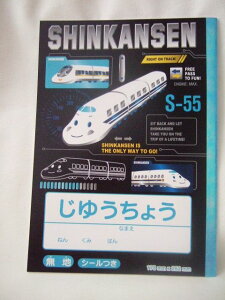 SHINKANSEN
RIGHT ON TRACK!
FREE
PASS
TO FUN!
S-55
SIT BACK AND LET
SHINKANSEN
TAKE YOU ON THE
TRIP OF A LIFETIME!
SHINKANSEN IS
THE ONLY WAY TO GO!
じゆうちょう
なまえ
ねん くみ ばん
無地 シールつき